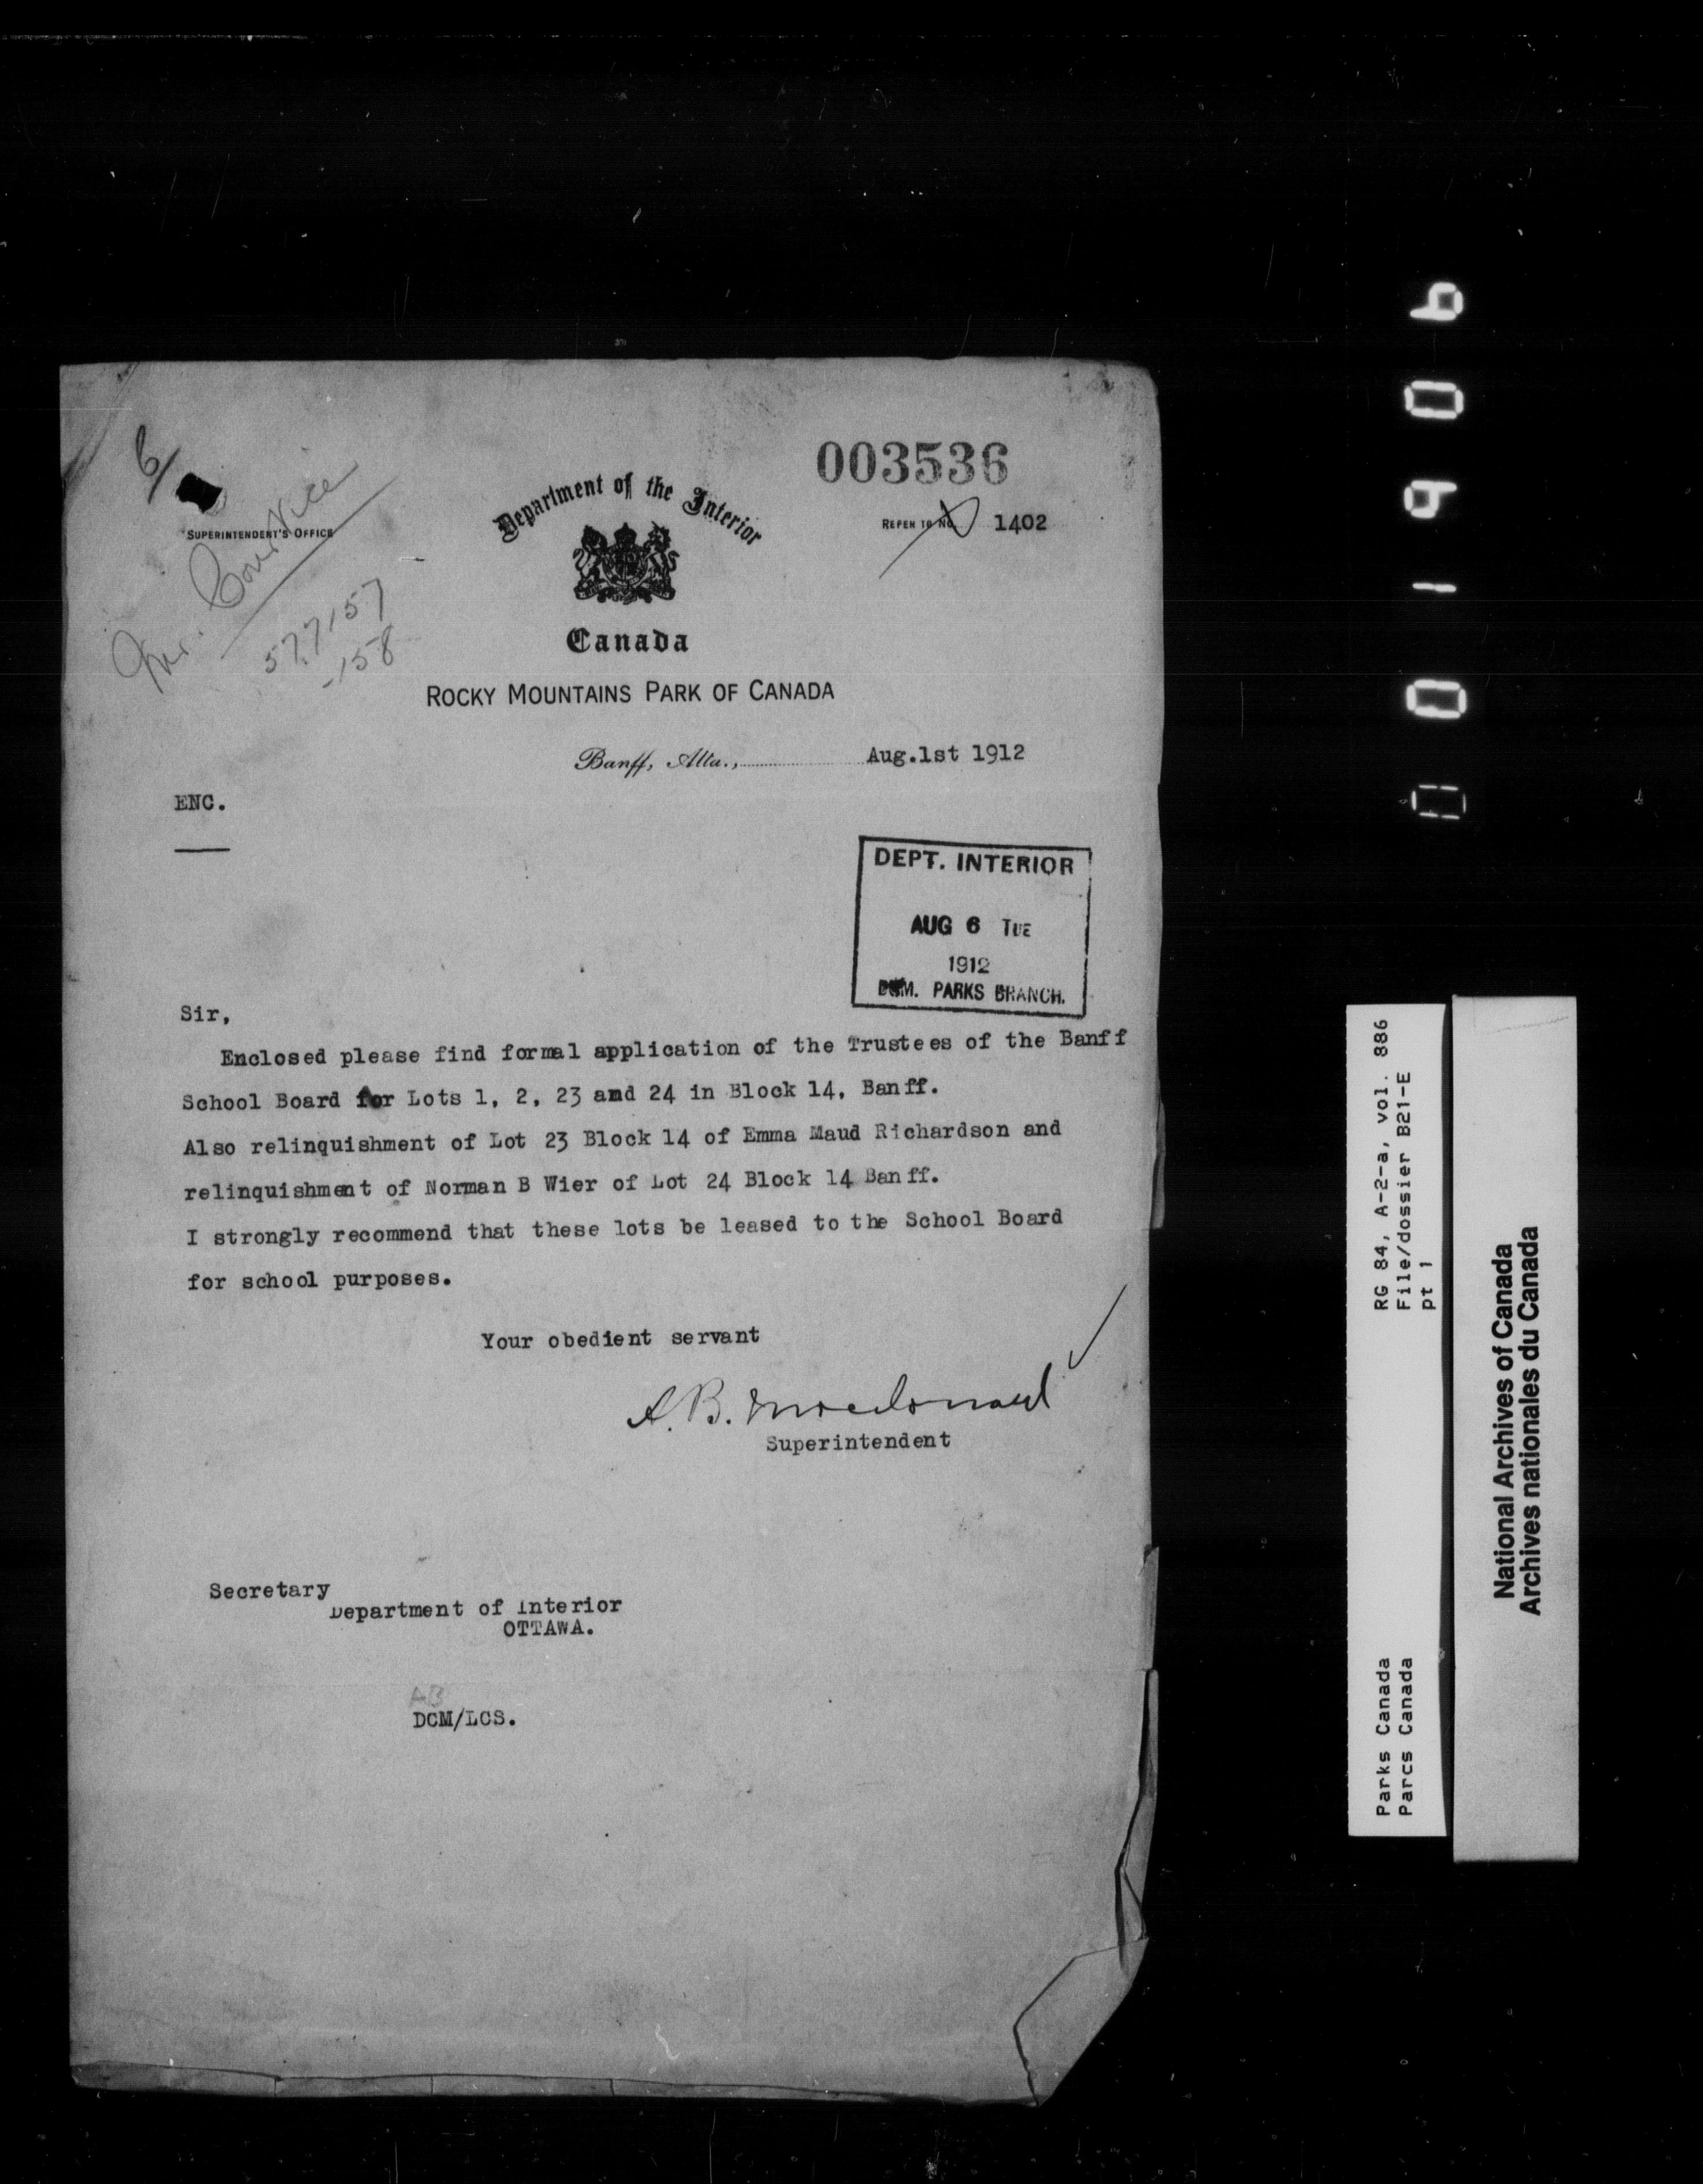 6/
003536
SUPERINTENDENT'S OFFICE
Department of the Interior
REFER TO No. 1402
Mr.
577157
-158
Canada
ROCKY MOUNTAINS PARK OF CANADA
Banff, Alta., Aug.1st 1912
ENC.
DEPT. INTERIOR
AUG 6 TUE
1912
DOM. PARKS BRANCH.
Sir,
Enclosed please find formal application of the Trustees of the Banff
School Board for Lots 1, 2, 23 and 24 in Block 14, Banff.
Also relinquishment of Lot 23 Block 14 of Emma Maud Richardson and
relinquishment of Norman B Wier of Lot 24 Block 14 Banff.
I strongly recommend that these lots be leased to the School Board
for school purposes.
Your obedient servant
A.B. Macdonald
Superintendent
Secretary
Department of Interior
OTTAWA.
AB
DCM/LCS.
RG 84, A-2-a, vol. 886
File/dossier B21-E
pt 1
Parks Canada
Parcs Canada
National Archives of Canada
Archives nationales du Canada